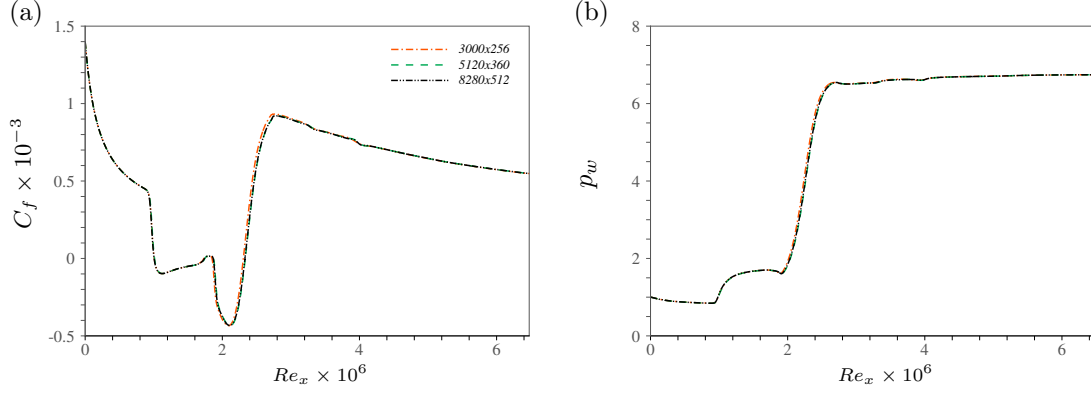 (a)
1.5
1
0.5
0
-0.5
C_f × 10^{-3}
3000x256
5120x360
8280x512
0 2 4 6
Re_x × 10^6
(b)
8
6
4
2
0
p_w
0 2 4 6
Re_x × 10^6